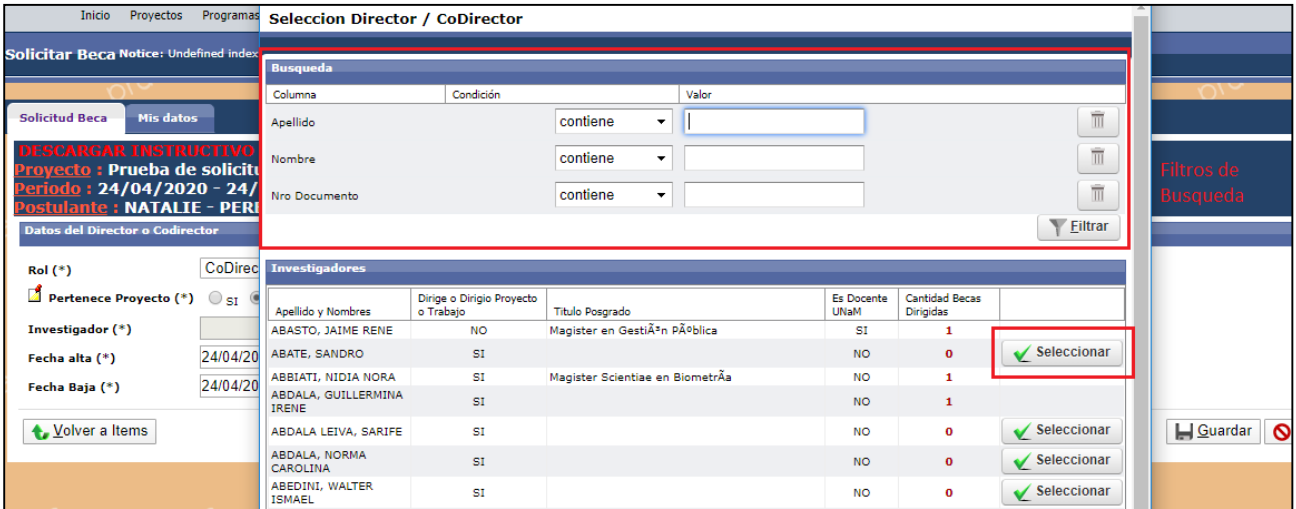 Inicio Proyectos Programas
Seleccion Director / CoDirector
Solicitar Beca Notice: Undefined index
Busqueda
Columna Condición Valor
Solicitud Beca Mis datos
Apellido contiene
DESCARGAR INSTRUCTIVO
Proyecto : Prueba de solicitu
Nombre contiene
Filtros de
Busqueda
Periodo : 24/04/2020 - 24/
Nro Documento contiene
Postulante : NATALIE - PERE
Datos del Director o Codirector
Filtrar
Rol (*) CoDirec
Investigadores
Pertenece Proyecto (*) SI
Apellido y Nombres Dirige o Dirigio Proyecto o Trabajo Titulo Posgrado Es Docente UNaM Cantidad Becas Dirigidas
Investigador (*)
ABASTO, JAIME RENE NO Magister en GestiÃ³n PÃºblica SI 1
Fecha alta (*) 24/04/20
ABATE, SANDRO SI NO 0 Seleccionar
Fecha Baja (*) 24/04/20
ABBIATI, NIDIA NORA SI Magister Scientiae en BiometrÃa NO 1
ABDALA, GUILLERMINA IRENE SI NO 1
Volver a Items
ABDALA LEIVA, SARIFE SI NO 0 Seleccionar
Guardar
ABDALA, NORMA CAROLINA SI NO 0 Seleccionar
ABEDINI, WALTER ISMAEL SI NO 0 Seleccionar